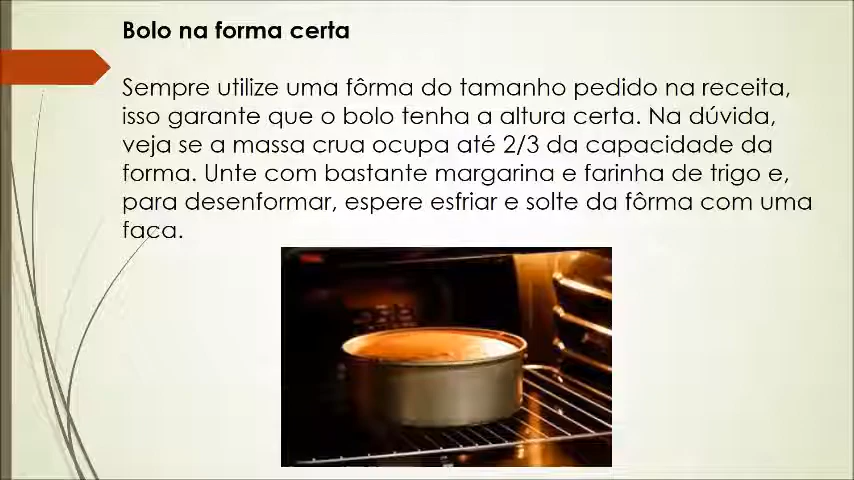 Bolo na forma certa
Sempre utilize uma fôrma do tamanho pedido na receita,
isso garante que o bolo tenha a altura certa. Na dúvida,
veja se a massa crua ocupa até 2/3 da capacidade da
forma. Unte com bastante margarina e farinha de trigo e,
para desenformar, espere esfriar e solte da fôrma com uma
faca.